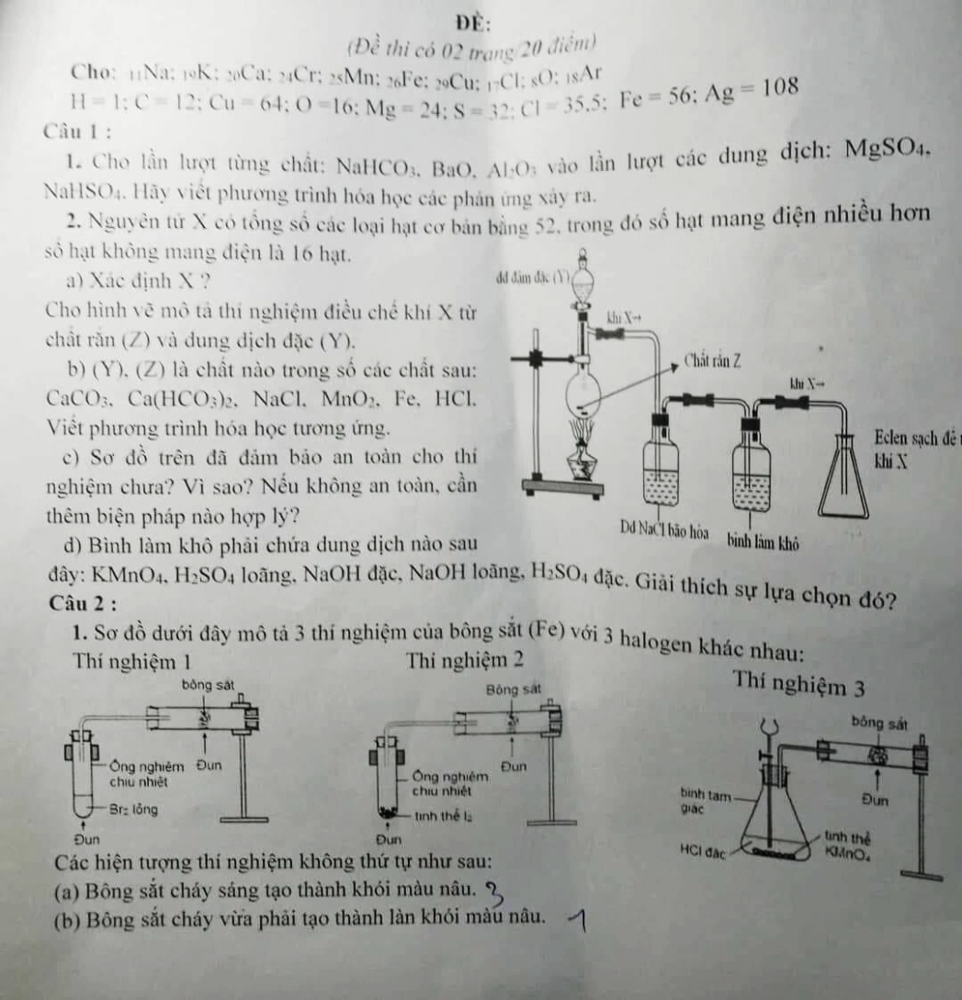 ĐỀ:
(Đề thi có 02 trang/20 điểm)
Cho: ₁₁Na; ₁₉K; ₂₀Ca; ₂₄Cr; ₂₅Mn; ₂₆Fe; ₂₉Cu; ₁₇Cl; ₈O; ₁₈Ar
H = 1; C = 12; Cu = 64; O =16; Mg = 24; S = 32; Cl = 35,5; Fe = 56; Ag = 108
Câu 1 :
1. Cho lần lượt từng chất: NaHCO₃, BaO, Al₂O₃ vào lần lượt các dung dịch: MgSO₄,
NaHSO₄. Hãy viết phương trình hóa học các phản ứng xảy ra.
2. Nguyên tử X có tổng số các loại hạt cơ bản bằng 52, trong đó số hạt mang điện nhiều hơn
số hạt không mang điện là 16 hạt.
a) Xác định X ?
Cho hình vẽ mô tả thí nghiệm điều chế khí X từ
chất rắn (Z) và dung dịch đặc (Y).
b) (Y), (Z) là chất nào trong số các chất sau:
CaCO₃, Ca(HCO₃)₂, NaCl, MnO₂, Fe, HCl.
Viết phương trình hóa học tương ứng.
c) Sơ đồ trên đã đảm bảo an toàn cho thí
nghiệm chưa? Vì sao? Nếu không an toàn, cần
thêm biện pháp nào hợp lý?
d) Bình làm khô phải chứa dung dịch nào sau
đây: KMnO₄, H₂SO₄ loãng, NaOH đặc, NaOH loãng, H₂SO₄ đặc. Giải thích sự lựa chọn đó?
dd đậm đặc (Y)
khí X→
Chất rắn Z
khí X→
Eclen sạch để
khí X
Dd NaCl bão hòa
bình làm khô
Câu 2 :
1. Sơ đồ dưới đây mô tả 3 thí nghiệm của bông sắt (Fe) với 3 halogen khác nhau:
Thí nghiệm 1
bông sắt
Ống nghiệm
chịu nhiệt
Đun
Br₂ lỏng
Đun
Thí nghiệm 2
Bông sắt
Ống nghiệm
chịu nhiệt
Đun
tinh thể I₂
Đun
Thí nghiệm 3
bông sắt
bình tam
giác
Đun
HCl đặc
tinh thể
KMnO₄
Các hiện tượng thí nghiệm không thứ tự như sau:
(a) Bông sắt cháy sáng tạo thành khói màu nâu. 3
(b) Bông sắt cháy vừa phải tạo thành làn khói màu nâu. 1